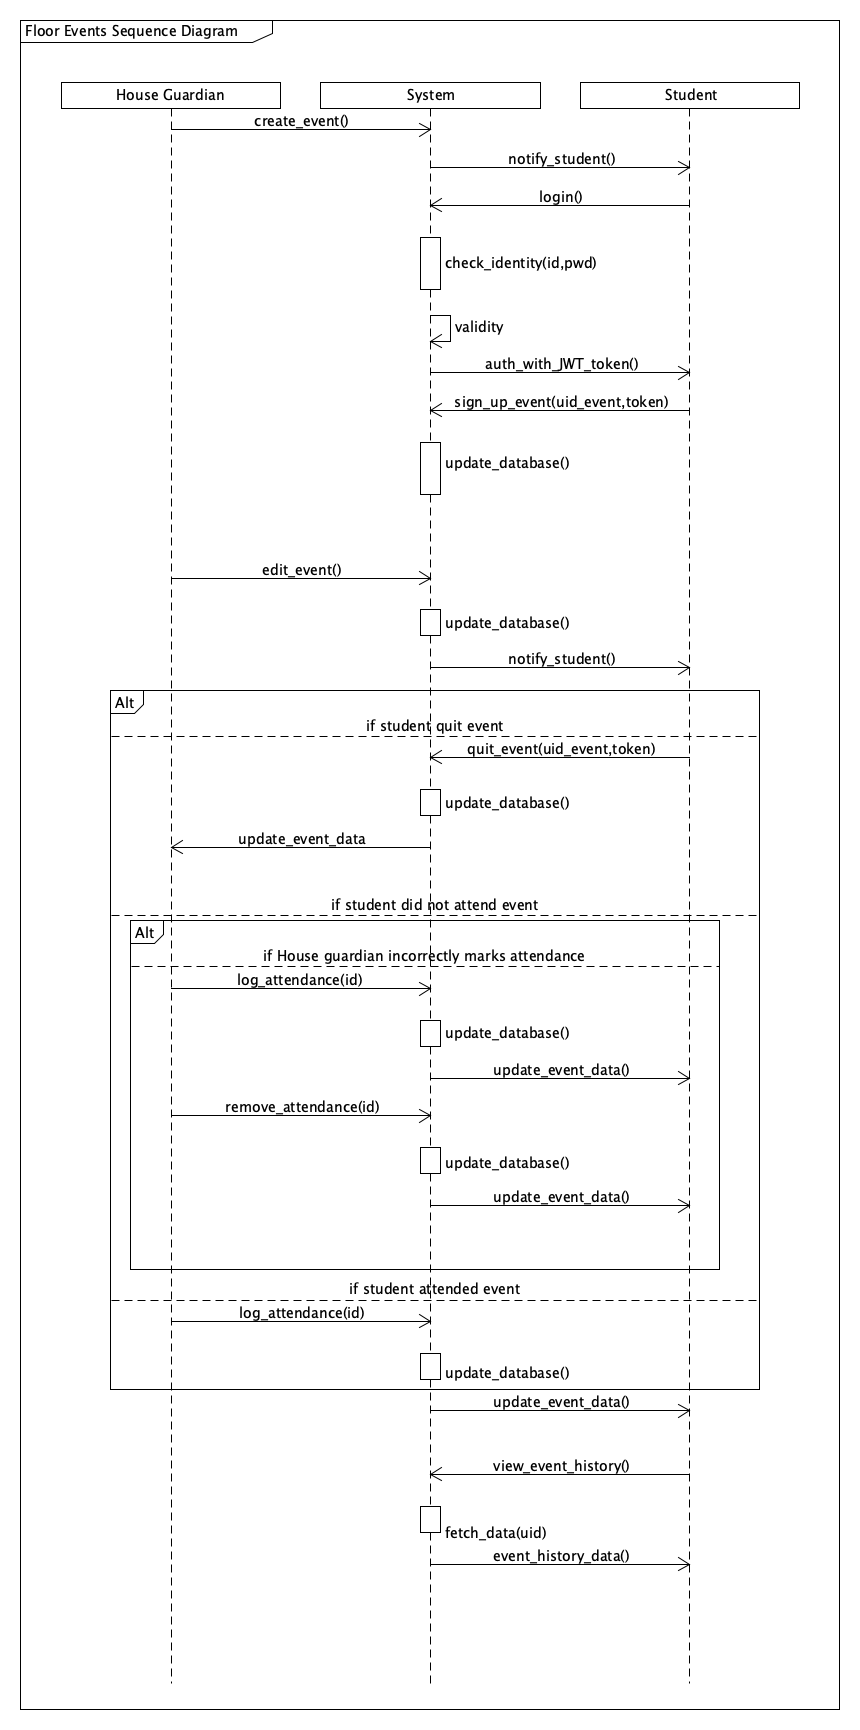 Floor Events Sequence Diagram
House Guardian
System
Student
create_event()
notify_student()
login()
check_identity(id,pwd)
validity
auth_with_JWT_token()
sign_up_event(uid_event,token)
update_database()
edit_event()
update_database()
notify_student()
Alt
if student quit event
quit_event(uid_event,token)
update_database()
update_event_data
if student did not attend event
Alt
if House guardian incorrectly marks attendance
log_attendance(id)
update_database()
update_event_data()
remove_attendance(id)
update_database()
update_event_data()
if student attended event
log_attendance(id)
update_database()
update_event_data()
view_event_history()
fetch_data(uid)
event_history_data()